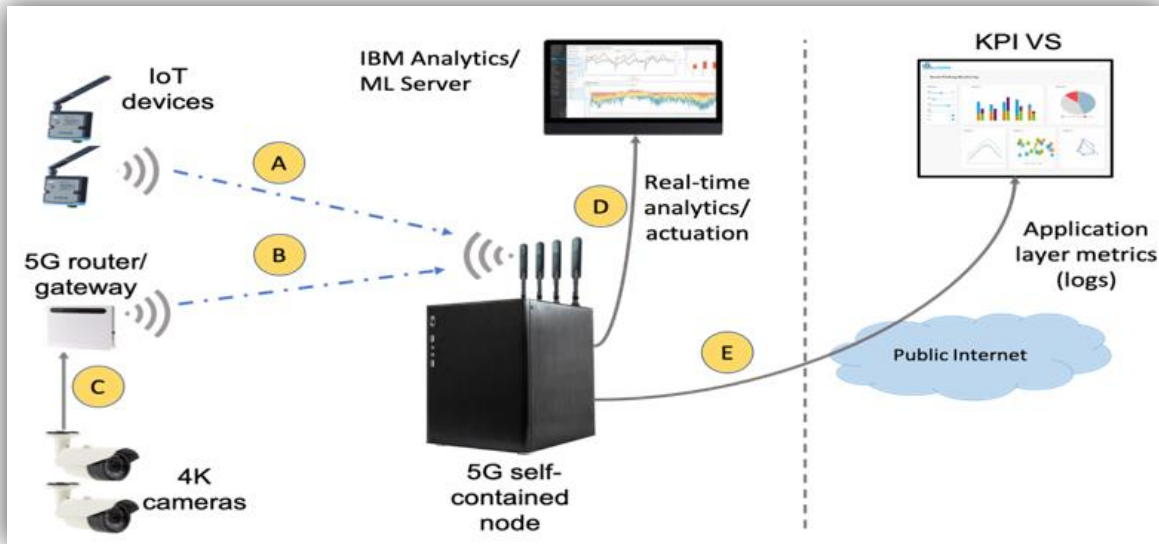 IoT
devices
IBM Analytics/
ML Server
KPI VS
A
D
Real-time
analytics/
actuation
Application
layer metrics
(logs)
5G router/
gateway
B
C
E
Public Internet
4K
cameras
5G self-
contained
node